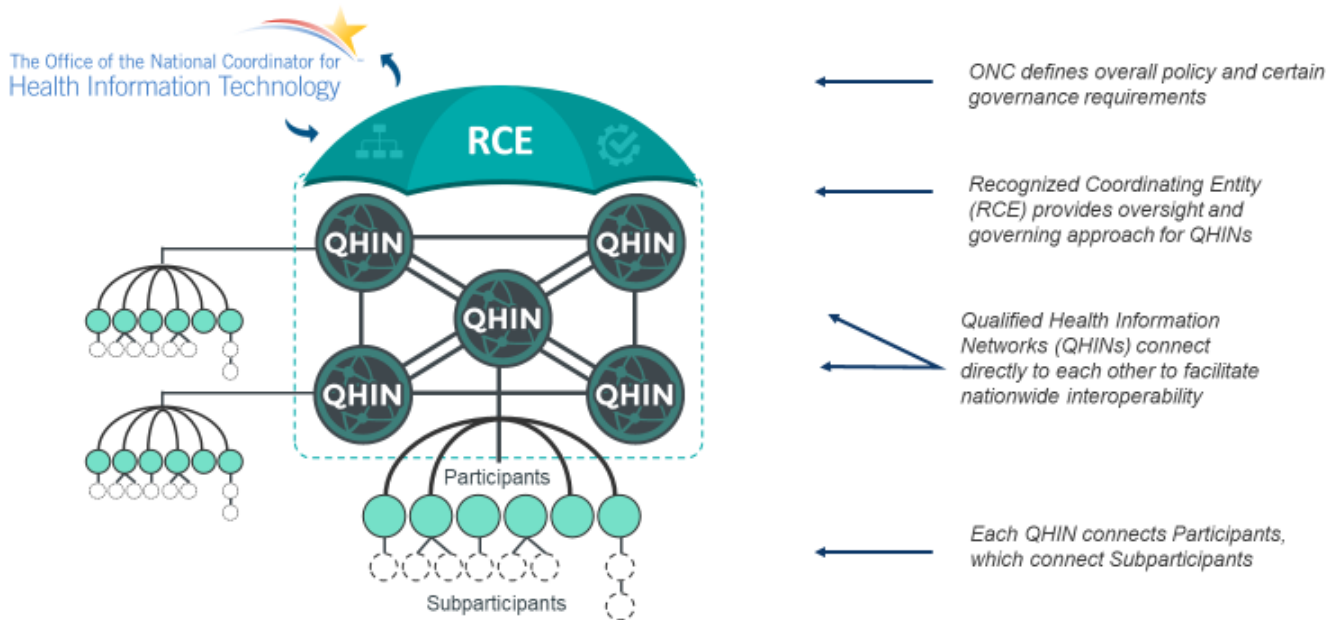 The Office of the National Coordinator for
Health Information Technology
RCE
QHIN
QHIN
QHIN
QHIN
QHIN
Participants
Subparticipants
ONC defines overall policy and certain
governance requirements
Recognized Coordinating Entity
(RCE) provides oversight and
governing approach for QHINs
Qualified Health Information
Networks (QHINs) connect
directly to each other to facilitate
nationwide interoperability
Each QHIN connects Participants,
which connect Subparticipants